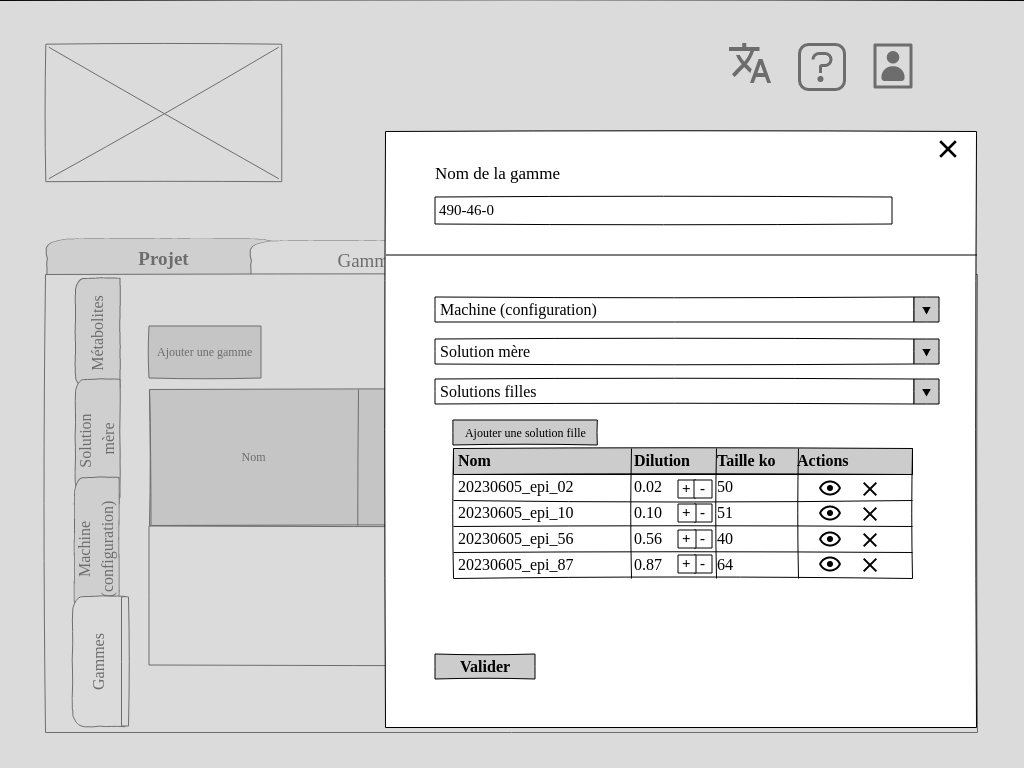 Nom de la gamme
490-46-0
Projet
Gamm
Métabolites
Solution
mère
Machine
(configuration)
Gammes
Ajouter une gamme
Nom
Machine (configuration)
Solution mère
Solutions filles
Ajouter une solution fille
Nom Dilution Taille ko Actions
20230605_epi_02 0.02 + - 50
20230605_epi_10 0.10 + - 51
20230605_epi_56 0.56 + - 40
20230605_epi_87 0.87 + - 64
Valider